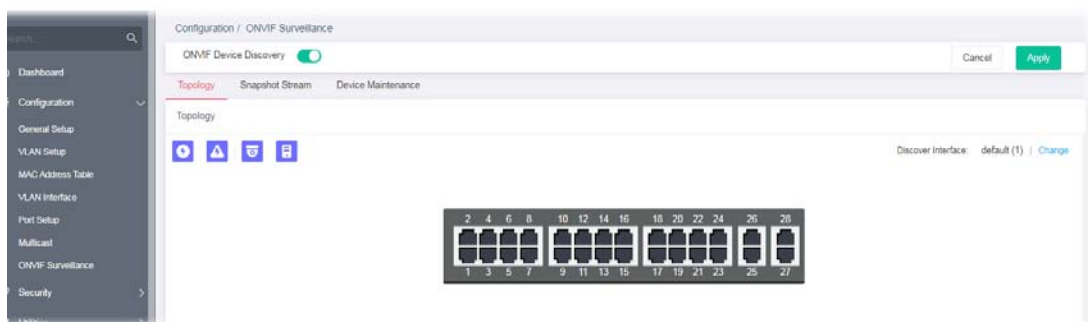 Configuration / ONVIF Surveillance
ONVIF Device Discovery
Cancel
Apply
Dashboard
Configuration
General Setup
VLAN Setup
MAC Address Table
VLAN Interface
Port Setup
Multicast
ONVIF Surveillance
Security
Topology Snapshot Stream Device Maintenance
Topology
Discover Interface: default (1) | Change
2 4 6 8 10 12 14 16 18 20 22 24 26 28
1 3 5 7 9 11 13 15 17 19 21 23 25 27